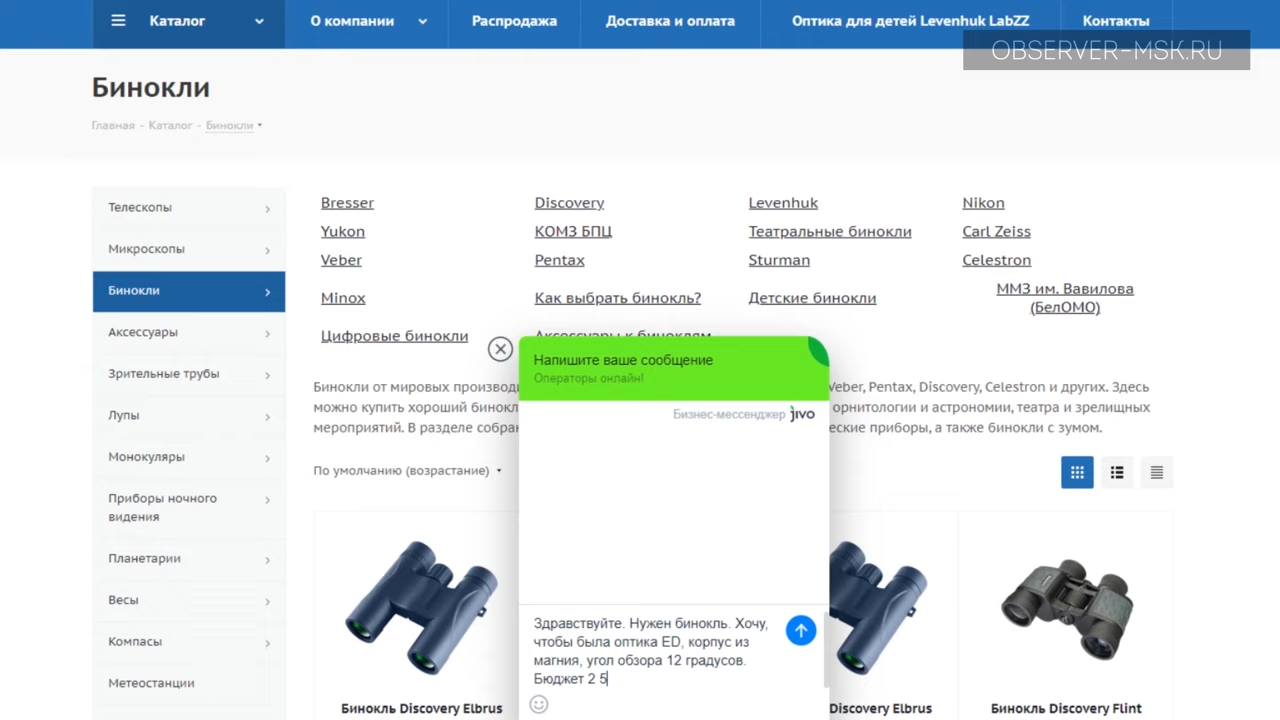 Каталог
О компании
Распродажа
Доставка и оплата
Оптика для детей Levenhuk LabZZ
Контакты
OBSERVER-MSK.RU
Бинокли
Главная - Каталог - Бинокли
Телескопы
Микроскопы
Бинокли
Аксессуары
Зрительные трубы
Лупы
Монокуляры
Приборы ночного
видения
Планетарии
Весы
Компасы
Метеостанции
Bresser
Discovery
Levenhuk
Nikon
Yukon
КОМЗ БПЦ
Театральные бинокли
Carl Zeiss
Veber
Pentax
Sturman
Celestron
Minox
Как выбрать бинокль?
Детские бинокли
ММЗ им. Вавилова
(БелОМО)
Цифровые бинокли
Аксессуары к биноклям
Бинокли от мировых производи
Veber, Pentax, Discovery, Celestron и других. Здесь
можно купить хороший бинокл
орнитологии и астрономии, театра и зрелищных
мероприятий. В разделе собран
еские приборы, а также бинокли с зумом.
По умолчанию (возрастание)
Напишите ваше сообщение
Операторы онлайн!
Бизнес-мессенджер jivo
Здравствуйте. Нужен бинокль. Хочу,
чтобы была оптика ED, корпус из
магния, угол обзора 12 градусов.
Бюджет 2 5
Бинокль Discovery Elbrus
Discovery Elbrus
Бинокль Discovery Flint